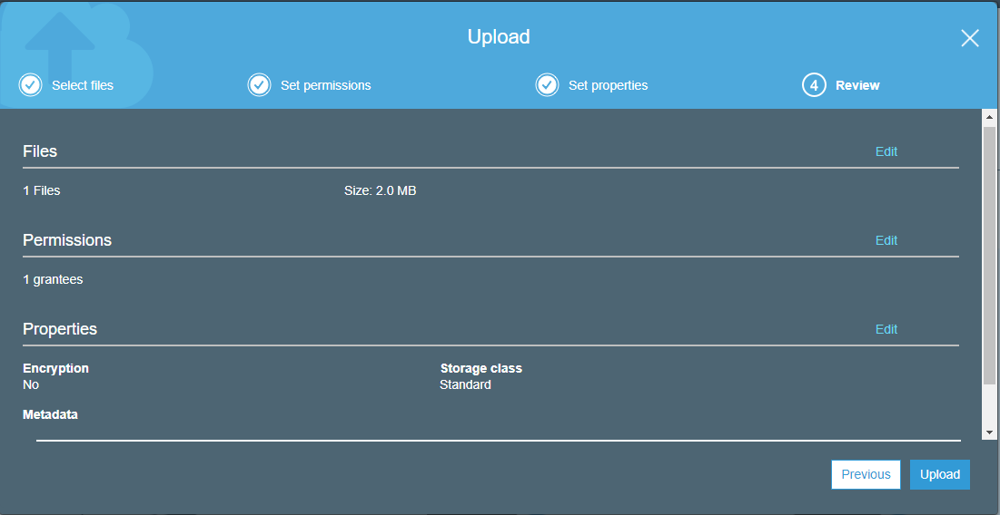 Upload
Select files
Set permissions
Set properties
4 Review
Files Edit
1 Files Size: 2.0 MB
Permissions Edit
1 grantees
Properties Edit
Encryption Storage class
No Standard
Metadata
Previous Upload